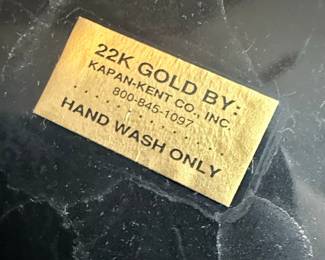 22K GOLD BY:
KAPAN-KENT CO., INC.
800-845-1097
HAND WASH ONLY